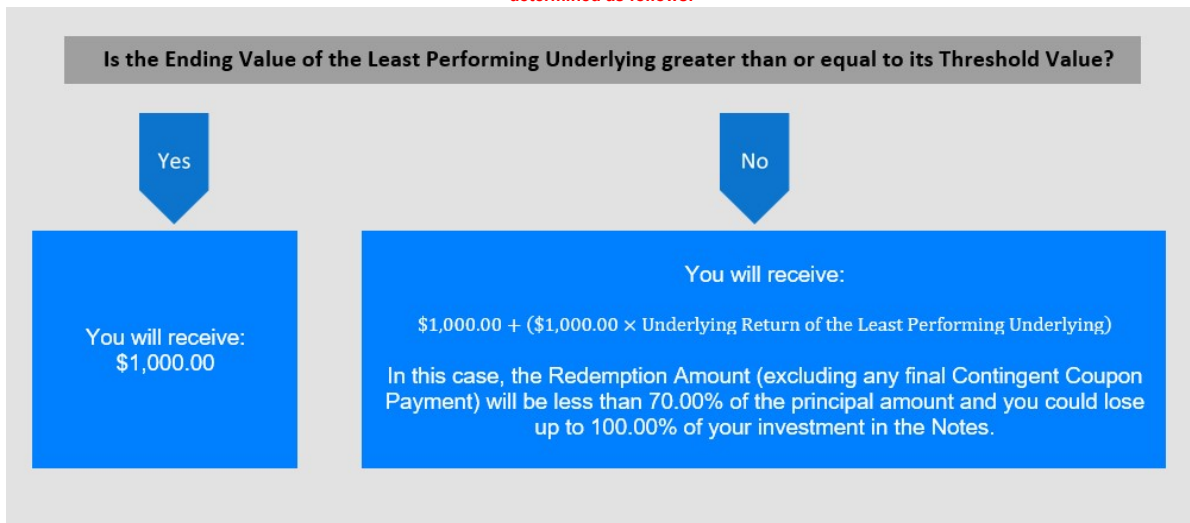 determined as follows:
Is the Ending Value of the Least Performing Underlying greater than or equal to its Threshold Value?
Yes
No
You will receive:
$1,000.00
You will receive:
$1,000.00 + ($1,000.00 × Underlying Return of the Least Performing Underlying)
In this case, the Redemption Amount (excluding any final Contingent Coupon
Payment) will be less than 70.00% of the principal amount and you could lose
up to 100.00% of your investment in the Notes.